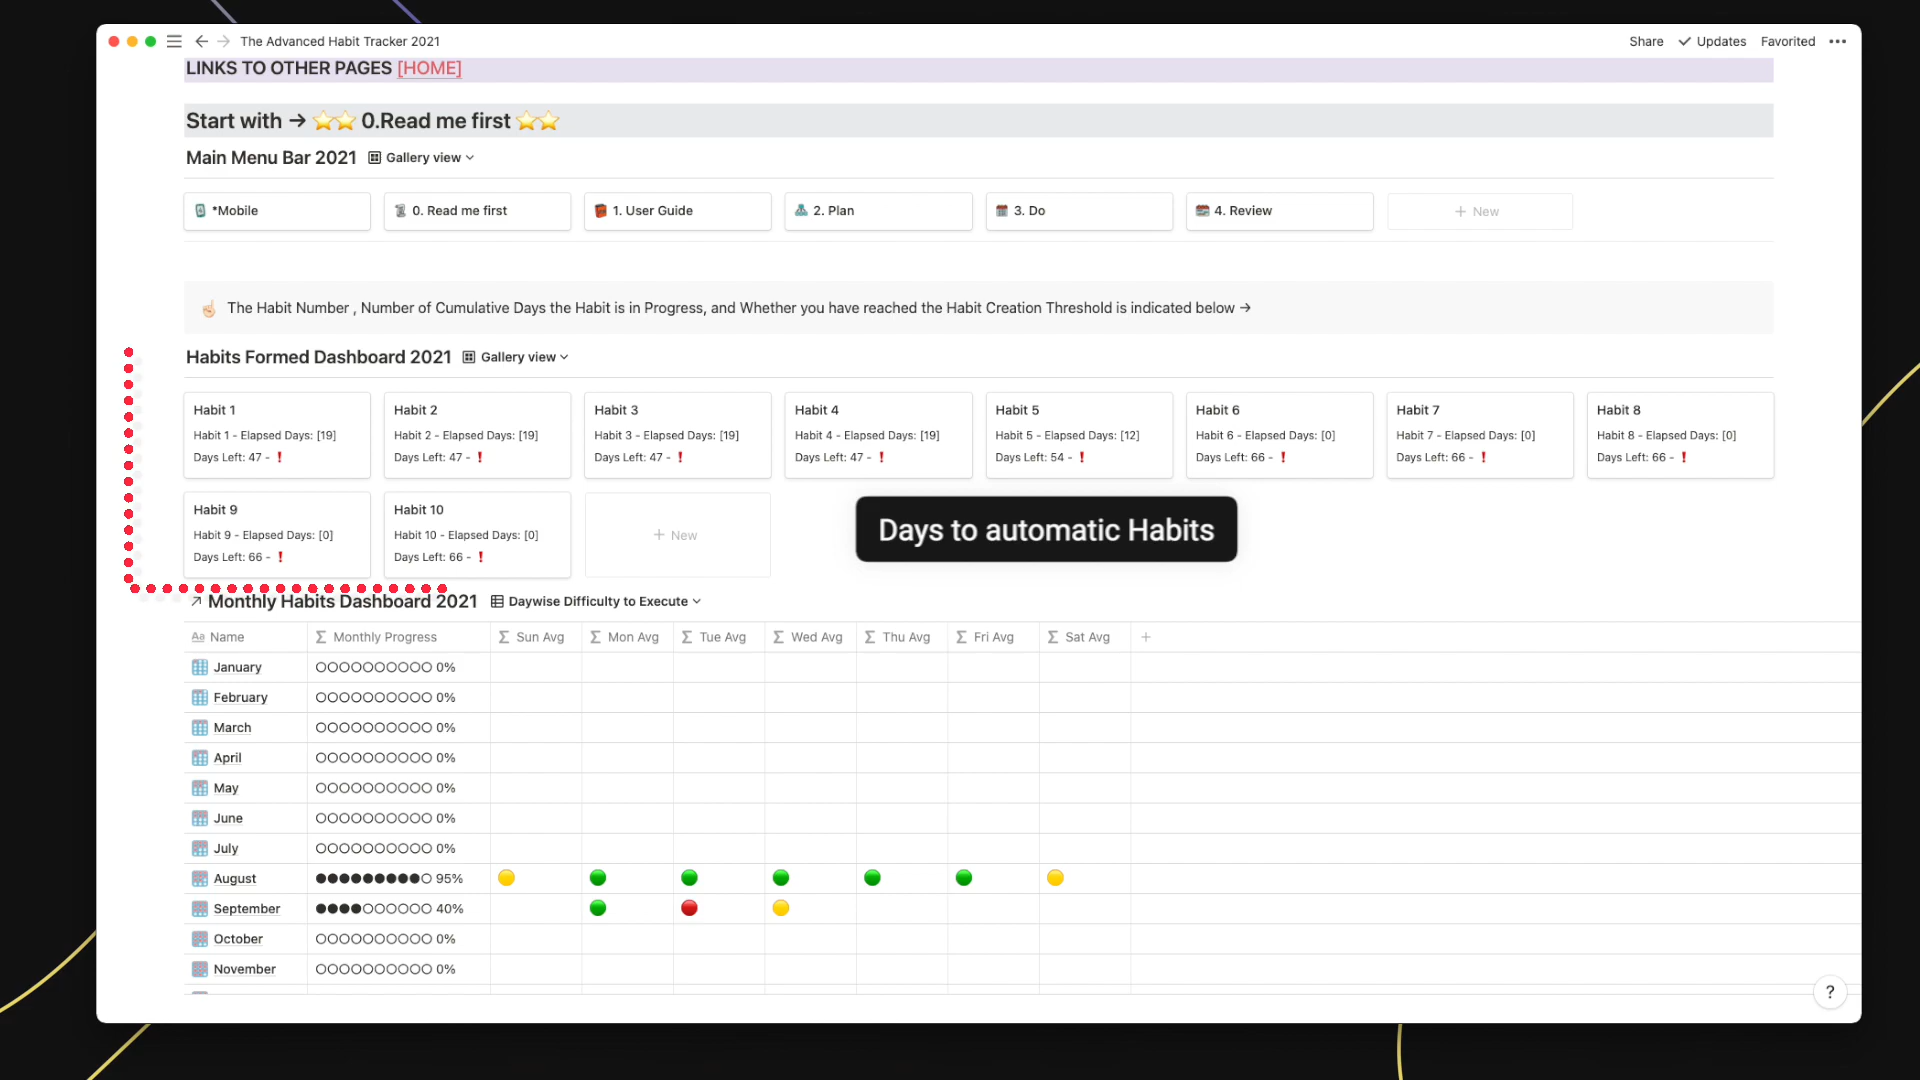 The Advanced Habit Tracker 2021
Share Updates Favorited
LINKS TO OTHER PAGES [HOME]
Start with → 0.Read me first
Main Menu Bar 2021 Gallery view
*Mobile
0. Read me first
1. User Guide
2. Plan
3. Do
4. Review
+ New
The Habit Number , Number of Cumulative Days the Habit is in Progress, and Whether you have reached the Habit Creation Threshold is indicated below →
Habits Formed Dashboard 2021 Gallery view
Habit 1
Habit 1 - Elapsed Days: [19]
Days Left: 47 - ❗
Habit 2
Habit 2 - Elapsed Days: [19]
Days Left: 47 - ❗
Habit 3
Habit 3 - Elapsed Days: [19]
Days Left: 47 - ❗
Habit 4
Habit 4 - Elapsed Days: [19]
Days Left: 47 - ❗
Habit 5
Habit 5 - Elapsed Days: [12]
Days Left: 54 - ❗
Habit 6
Habit 6 - Elapsed Days: [0]
Days Left: 66 - ❗
Habit 7
Habit 7 - Elapsed Days: [0]
Days Left: 66 - ❗
Habit 8
Habit 8 - Elapsed Days: [0]
Days Left: 66 - ❗
Habit 9
Habit 9 - Elapsed Days: [0]
Days Left: 66 - ❗
Habit 10
Habit 10 - Elapsed Days: [0]
Days Left: 66 - ❗
+ New
Days to automatic Habits
Monthly Habits Dashboard 2021 Daywise Difficulty to Execute
Aa Name Σ Monthly Progress Σ Sun Avg Σ Mon Avg Σ Tue Avg Σ Wed Avg Σ Thu Avg Σ Fri Avg Σ Sat Avg +
January ○○○○○○○○○○ 0%
February ○○○○○○○○○○ 0%
March ○○○○○○○○○○ 0%
April ○○○○○○○○○○ 0%
May ○○○○○○○○○○ 0%
June ○○○○○○○○○○ 0%
July ○○○○○○○○○○ 0%
August ●●●●●●●●●○ 95%
September ●●●●○○○○○○ 40%
October ○○○○○○○○○○ 0%
November ○○○○○○○○○○ 0%
?